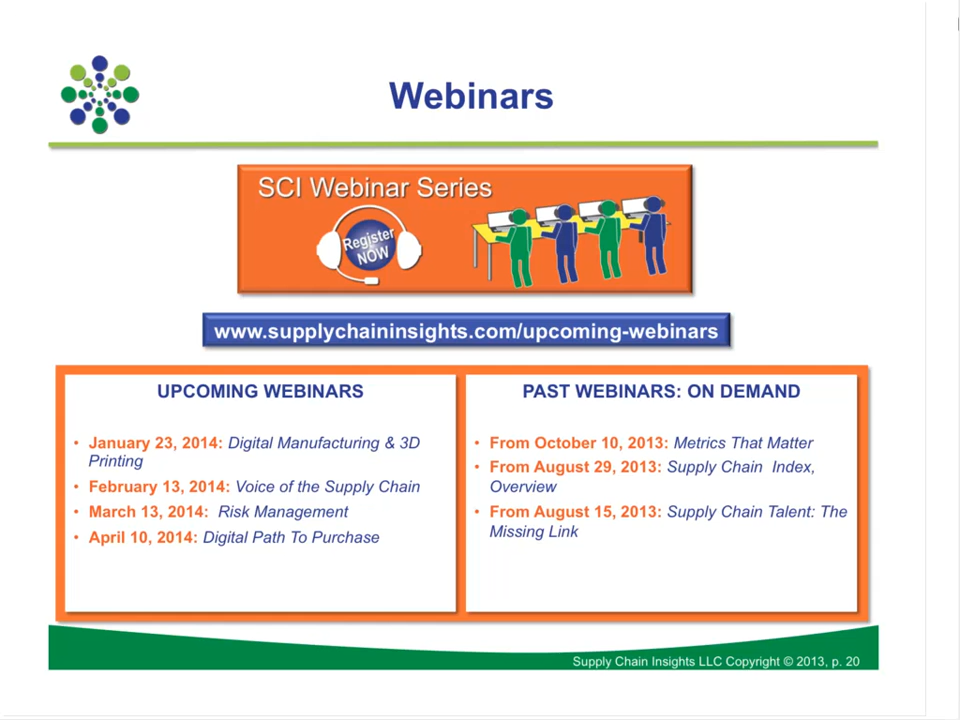 Webinars
SCI Webinar Series
Register
NOW
www.supplychaininsights.com/upcoming-webinars
UPCOMING WEBINARS
• January 23, 2014: Digital Manufacturing & 3D
Printing
• February 13, 2014: Voice of the Supply Chain
• March 13, 2014: Risk Management
• April 10, 2014: Digital Path To Purchase
PAST WEBINARS: ON DEMAND
• From October 10, 2013: Metrics That Matter
• From August 29, 2013: Supply Chain Index,
Overview
• From August 15, 2013: Supply Chain Talent: The
Missing Link
Supply Chain Insights LLC Copyright © 2013, p. 20